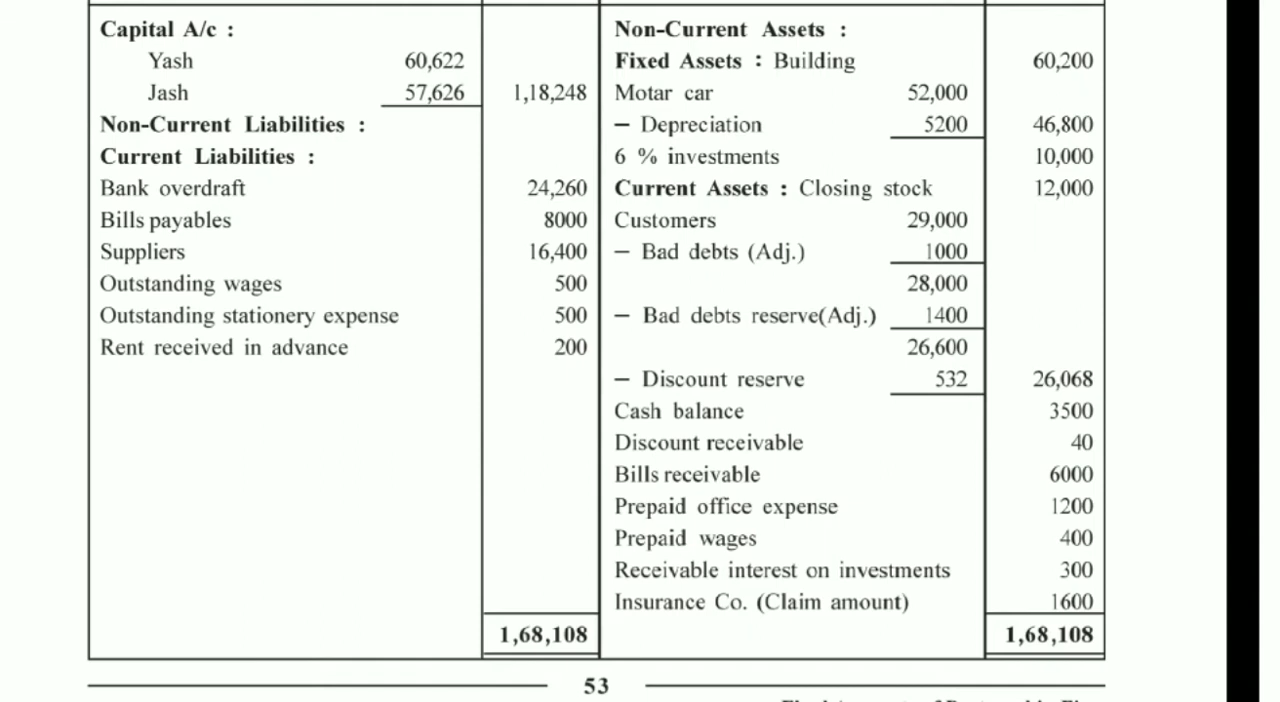 Capital A/c : Non-Current Assets :
Yash 60,622 Fixed Assets : Building 60,200
Jash 57,626 1,18,248 Motar car 52,000
Non-Current Liabilities : – Depreciation 5200 46,800
Current Liabilities : 6 % investments 10,000
Bank overdraft 24,260 Current Assets : Closing stock 12,000
Bills payables 8000 Customers 29,000
Suppliers 16,400 – Bad debts (Adj.) 1000
Outstanding wages 500 28,000
Outstanding stationery expense 500 – Bad debts reserve(Adj.) 1400
Rent received in advance 200 26,600
– Discount reserve 532 26,068
Cash balance 3500
Discount receivable 40
Bills receivable 6000
Prepaid office expense 1200
Prepaid wages 400
Receivable interest on investments 300
Insurance Co. (Claim amount) 1600
1,68,108 1,68,108
53